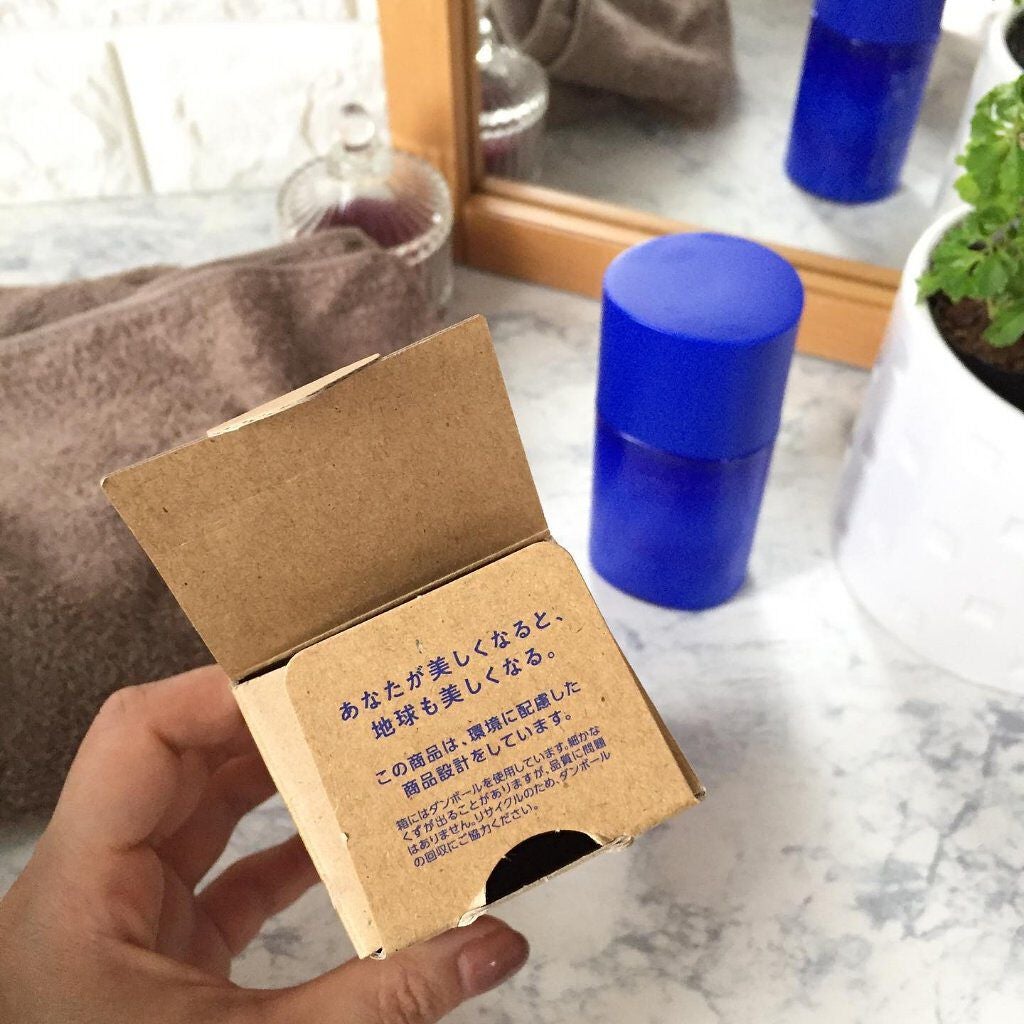 あなたが美しくなると、
地球も美しくなる。
この商品は、環境に配慮した
商品設計をしています。
箱にはダンボールを使用しています。細かな
くずが出ることがありますが、品質に問題
はありません。リサイクルのため、ダンボール
の回収にご協力ください。